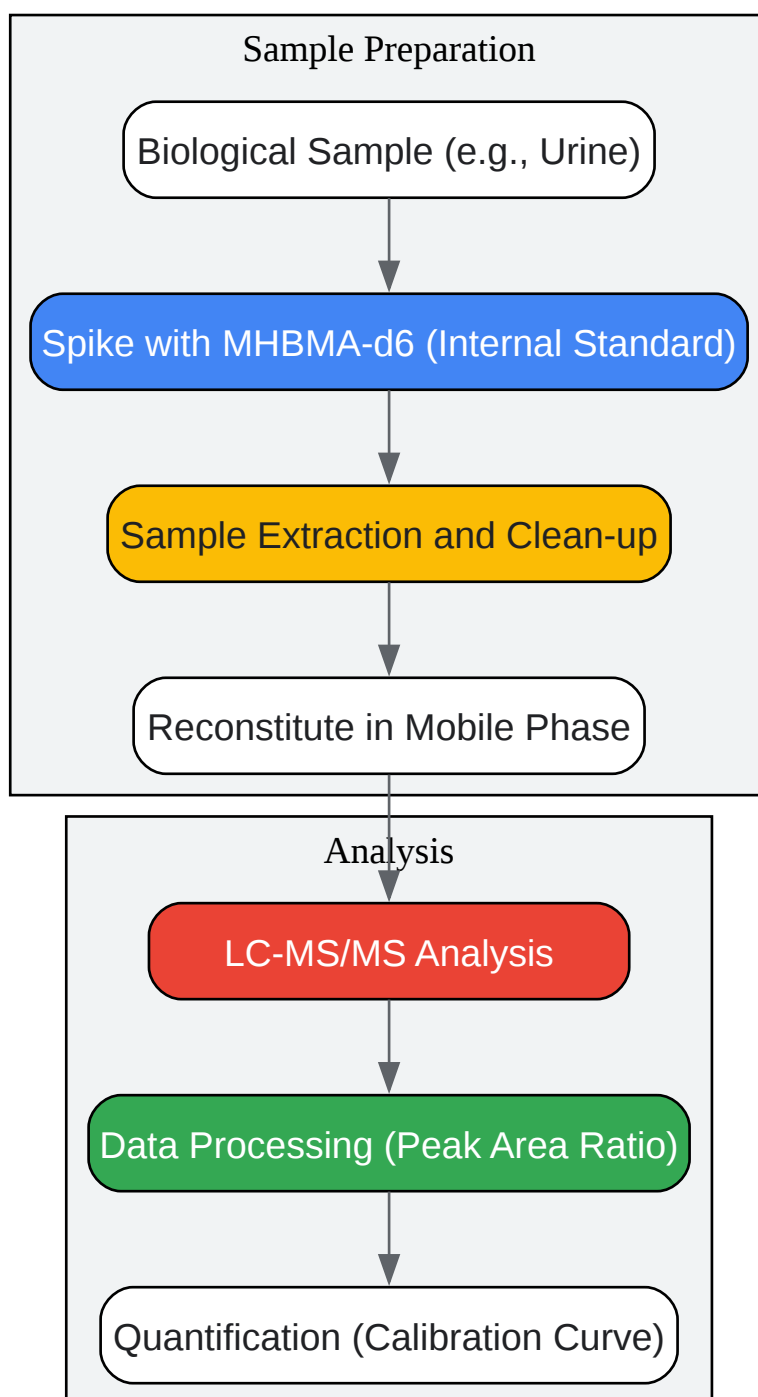 Sample Preparation
Biological Sample (e.g., Urine)
Spike with MHBMA-d6 (Internal Standard)
Sample Extraction and Clean-up
Reconstitute in Mobile Phase
Analysis
LC-MS/MS Analysis
Data Processing (Peak Area Ratio)
Quantification (Calibration Curve)